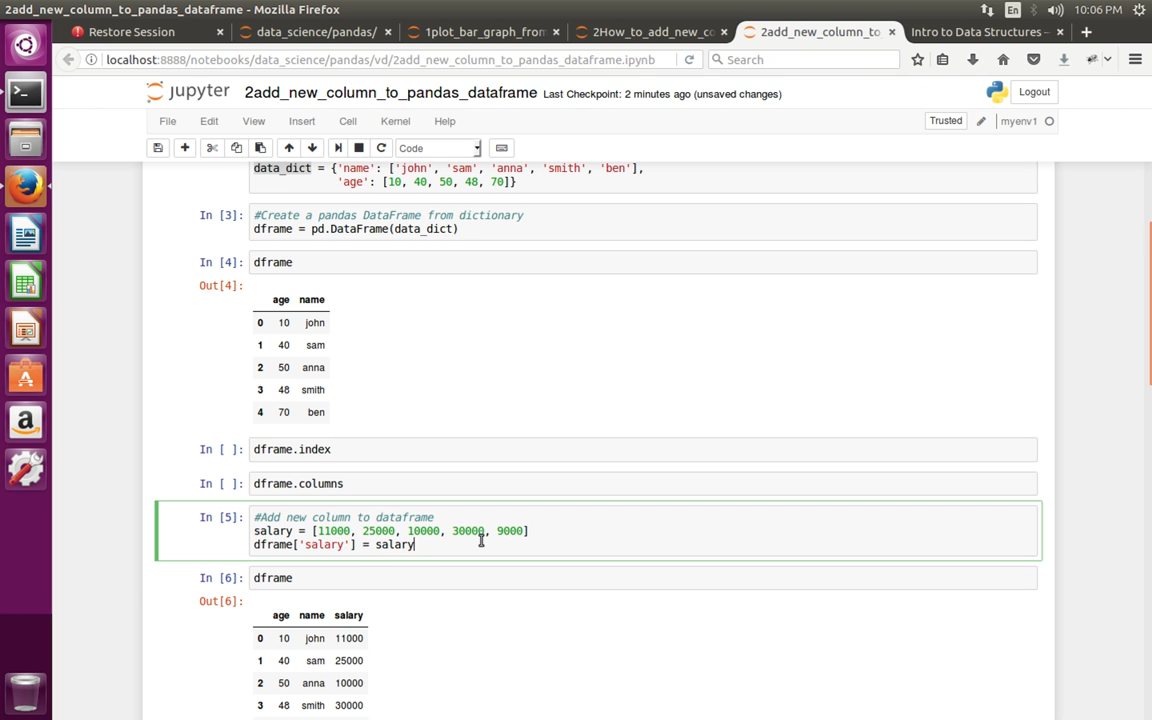 2add_new_column_to_pandas_dataframe - Mozilla Firefox
En
10:06 PM
Restore Session
data_science/pandas/
1plot_bar_graph_from
2How_to_add_new_co
2add_new_column_to
Intro to Data Structures —
localhost:8888/notebooks/data_science/pandas/vd/2add_new_column_to_pandas_dataframe.ipynb
Search
jupyter 2add_new_column_to_pandas_dataframe Last Checkpoint: 2 minutes ago (unsaved changes)
Logout
File Edit View Insert Cell Kernel Help
Trusted
myenv1
Code
data_dict = {'name': ['john', 'sam', 'anna', 'smith', 'ben'],
'age': [10, 40, 50, 48, 70]}
In [3]: #Create a pandas DataFrame from dictionary
dframe = pd.DataFrame(data_dict)
In [4]: dframe
Out[4]:
age name
0 10 john
1 40 sam
2 50 anna
3 48 smith
4 70 ben
In [ ]: dframe.index
In [ ]: dframe.columns
In [5]: #Add new column to dataframe
salary = [11000, 25000, 10000, 30000, 9000]
dframe['salary'] = salary
In [6]: dframe
Out[6]:
age name salary
0 10 john 11000
1 40 sam 25000
2 50 anna 10000
3 48 smith 30000